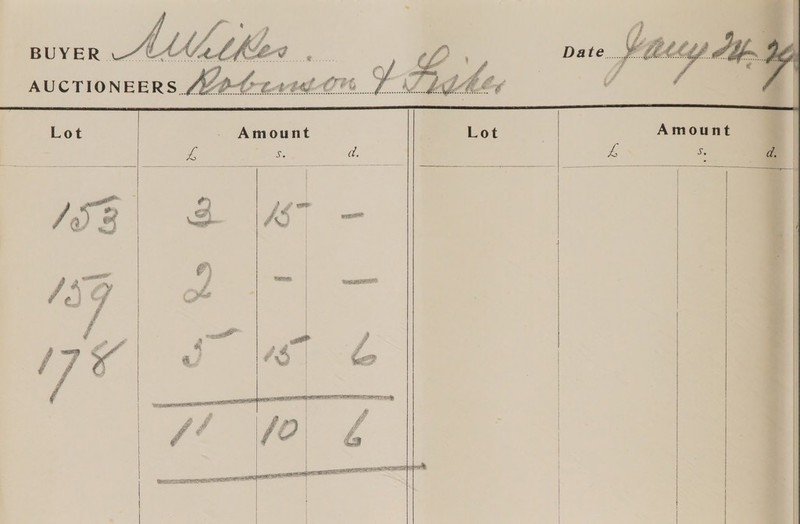 BUYER A Wilkes. Date Jany 24. 29
AUCTIONEERS Robinson & Fisher
Lot Amount Lot Amount
£ s. d. £ s. d.
153 3 15 —
159 2 — —
178 5 15 6
11 10 6